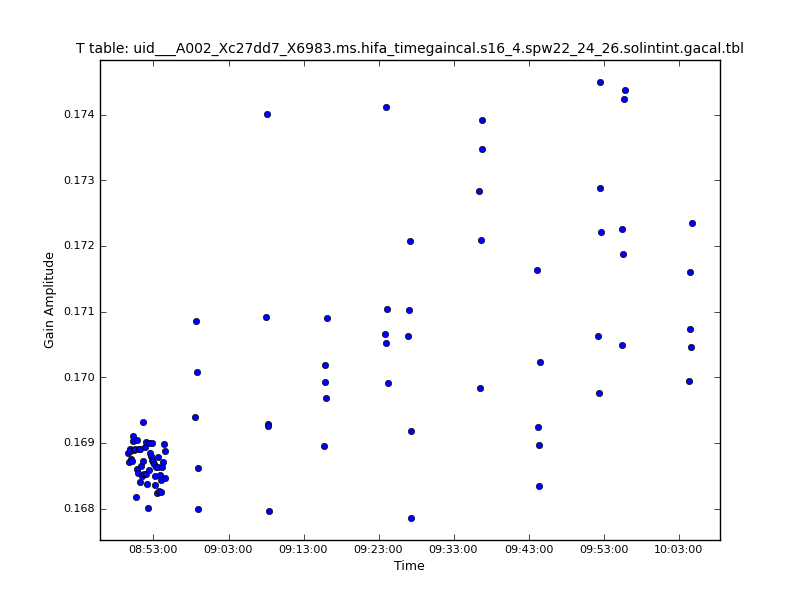 T table: uid___A002_Xc27dd7_X6983.ms.hifa_timegaincal.s16_4.spw22_24_26.solintint.gacal.tbl
0.174
0.173
0.172
0.171
0.170
0.169
0.168
Gain Amplitude
08:53:00 09:03:00 09:13:00 09:23:00 09:33:00 09:43:00 09:53:00 10:03:00
Time